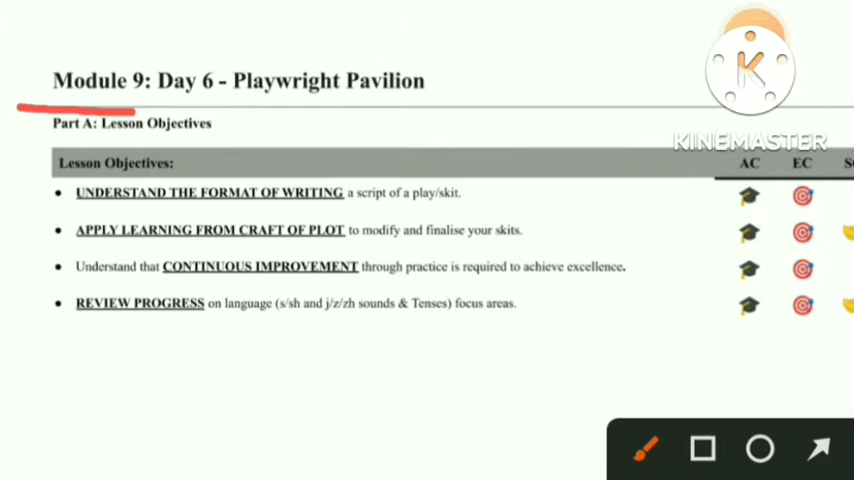 Module 9: Day 6 - Playwright Pavilion
KINEMASTER
Part A: Lesson Objectives
Lesson Objectives: AC EC
● UNDERSTAND THE FORMAT OF WRITING a script of a play/skit.
● APPLY LEARNING FROM CRAFT OF PLOT to modify and finalise your skits.
● Understand that CONTINUOUS IMPROVEMENT through practice is required to achieve excellence.
● REVIEW PROGRESS on language (s/sh and j/z/zh sounds & Tenses) focus areas.